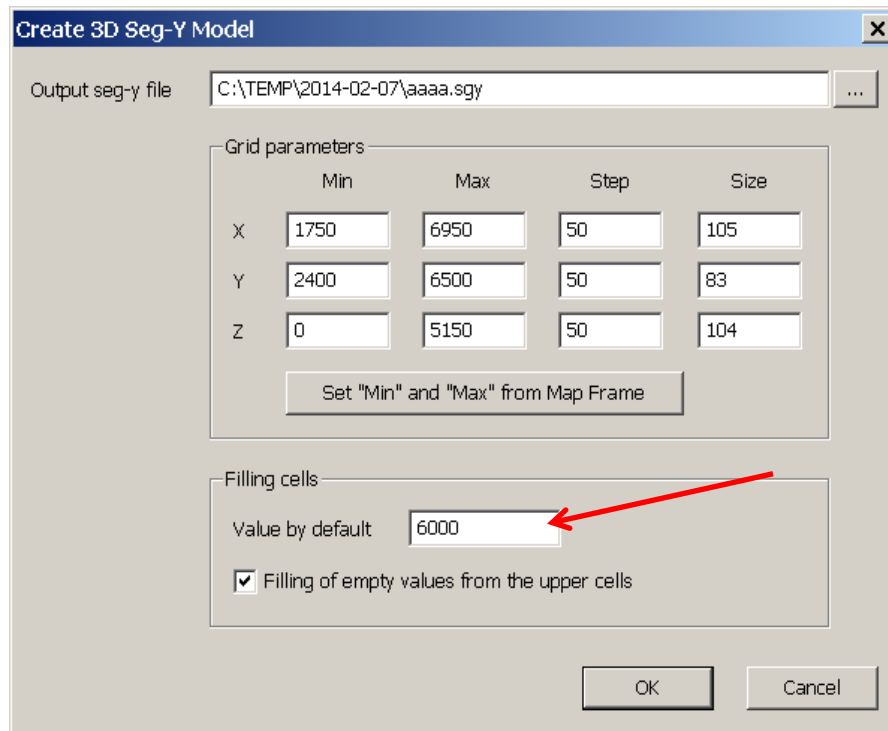 Create 3D Seg-Y Model
Output seg-y file C:\TEMP\2014-02-07\aaaa.sgy ...
Grid parameters
Min Max Step Size
X 1750 6950 50 105
Y 2400 6500 50 83
Z 0 5150 50 104
Set "Min" and "Max" from Map Frame
Filling cells
Value by default 6000
Filling of empty values from the upper cells
OK Cancel